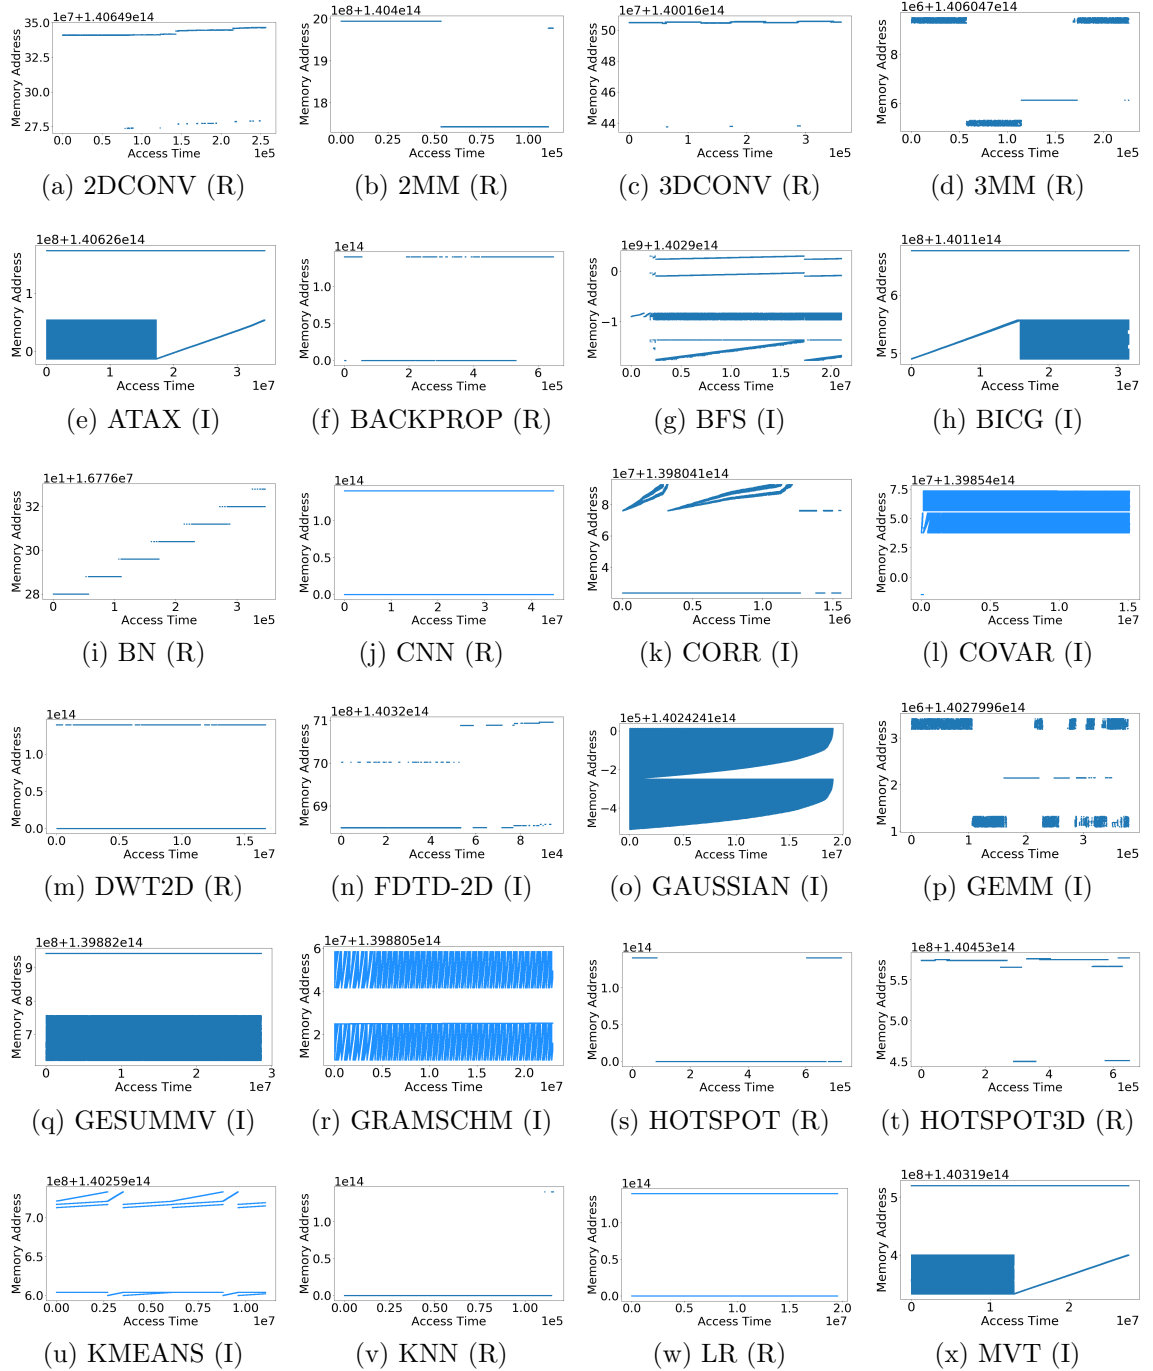 1e7+1.40649e14
Memory Address
35.0
32.5
30.0
27.5
0.0 0.5 1.0 1.5 2.0 2.5
Access Time 1e5
(a) 2DCONV (R)
1e8+1.404e14
Memory Address
20
19
18
0.00 0.25 0.50 0.75 1.00
Access Time 1e5
(b) 2MM (R)
1e7+1.40016e14
Memory Address
50
48
46
44
0 1 2 3
Access Time 1e5
(c) 3DCONV (R)
1e6+1.406047e14
Memory Address
8
6
0.0 0.5 1.0 1.5 2.0
Access Time 1e5
(d) 3MM (R)
1e8+1.40626e14
Memory Address
1
0
0 1 2 3
Access Time 1e7
(e) ATAX (I)
1e14
Memory Address
1.0
0.5
0.0
0 2 4 6
Access Time 1e5
(f) BACKPROP (R)
1e9+1.4029e14
Memory Address
0
−1
0.0 0.5 1.0 1.5 2.0
Access Time 1e7
(g) BFS (I)
1e8+1.4011e14
Memory Address
6
5
0 1 2 3
Access Time 1e7
(h) BICG (I)
1e1+1.6776e7
Memory Address
32
30
28
0 1 2 3
Access Time 1e5
(i) BN (R)
1e14
Memory Address
1.0
0.5
0.0
0 1 2 3 4
Access Time 1e7
(j) CNN (R)
1e7+1.398041e14
Memory Address
8
6
4
0.0 0.5 1.0 1.5
Access Time 1e6
(k) CORR (I)
1e7+1.39854e14
Memory Address
7.5
5.0
2.5
0.0
0.0 0.5 1.0 1.5
Access Time 1e7
(l) COVAR (I)
1e14
Memory Address
1.0
0.5
0.0
0.0 0.5 1.0 1.5
Access Time 1e7
(m) DWT2D (R)
1e8+1.4032e14
Memory Address
71
70
69
0 2 4 6 8
Access Time 1e4
(n) FDTD-2D (I)
1e5+1.4024241e14
Memory Address
0
−2
−4
0.0 0.5 1.0 1.5 2.0
Access Time 1e7
(o) GAUSSIAN (I)
1e6+1.4027996e14
Memory Address
3
2
1
0 1 2 3
Access Time 1e5
(p) GEMM (I)
1e8+1.39882e14
Memory Address
9
8
7
0 1 2 3
Access Time 1e7
(q) GESUMMV (I)
1e7+1.398805e14
Memory Address
6
4
2
0.0 0.5 1.0 1.5 2.0
Access Time 1e7
(r) GRAMSCHM (I)
1e14
Memory Address
1.0
0.5
0.0
0 2 4 6
Access Time 1e5
(s) HOTSPOT (R)
1e8+1.40453e14
Memory Address
5.5
5.0
4.5
0 2 4 6
Access Time 1e5
(t) HOTSPOT3D (R)
1e8+1.40259e14
Memory Address
7.0
6.5
6.0
0.00 0.25 0.50 0.75 1.00
Access Time 1e7
(u) KMEANS (I)
1e14
Memory Address
1.0
0.5
0.0
0.00 0.25 0.50 0.75 1.00
Access Time 1e5
(v) KNN (R)
1e14
Memory Address
1.0
0.5
0.0
0.0 0.5 1.0 1.5 2.0
Access Time 1e7
(w) LR (R)
1e8+1.40319e14
Memory Address
5
4
0 1 2
Access Time 1e7
(x) MVT (I)